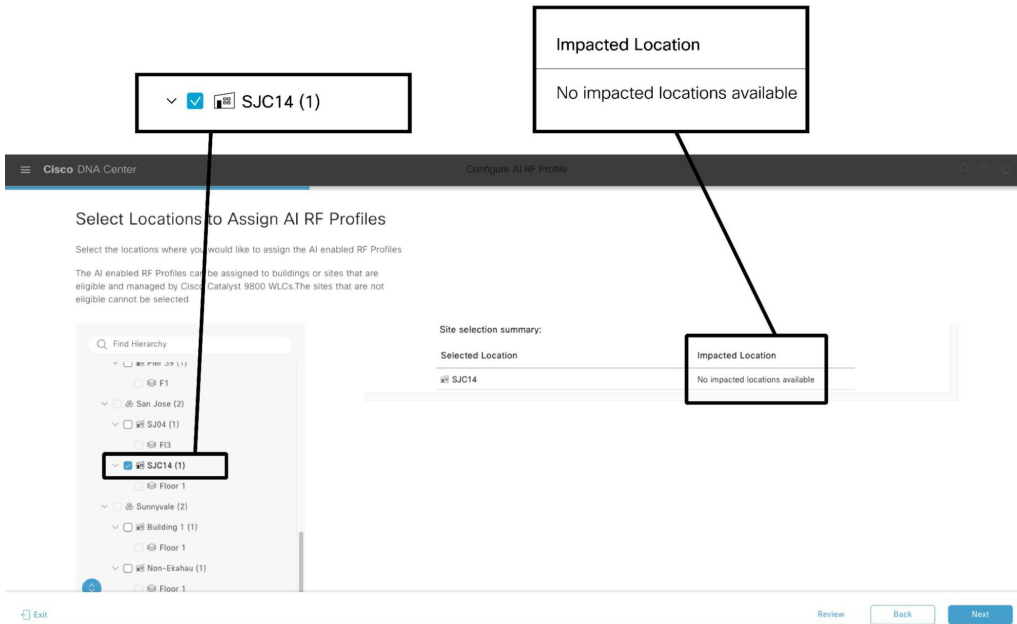 Impacted Location
No impacted locations available
SJC14 (1)
Cisco DNA Center
Configure AI RF Profile
Select Locations to Assign AI RF Profiles
Select the locations where you would like to assign the AI enabled RF Profiles
The AI enabled RF Profiles can be assigned to buildings or sites that are
eligible and managed by Cisco Catalyst 9800 WLCs.The sites that are not
eligible cannot be selected
Find Hierarchy
Pier 39 (1)
F1
San Jose (2)
SJ04 (1)
Fl3
SJC14 (1)
Floor 1
Sunnyvale (2)
Building 1 (1)
Floor 1
Non-Ekahau (1)
Floor 1
Site selection summary:
Selected Location Impacted Location
SJC14 No impacted locations available
Exit Review Back Next